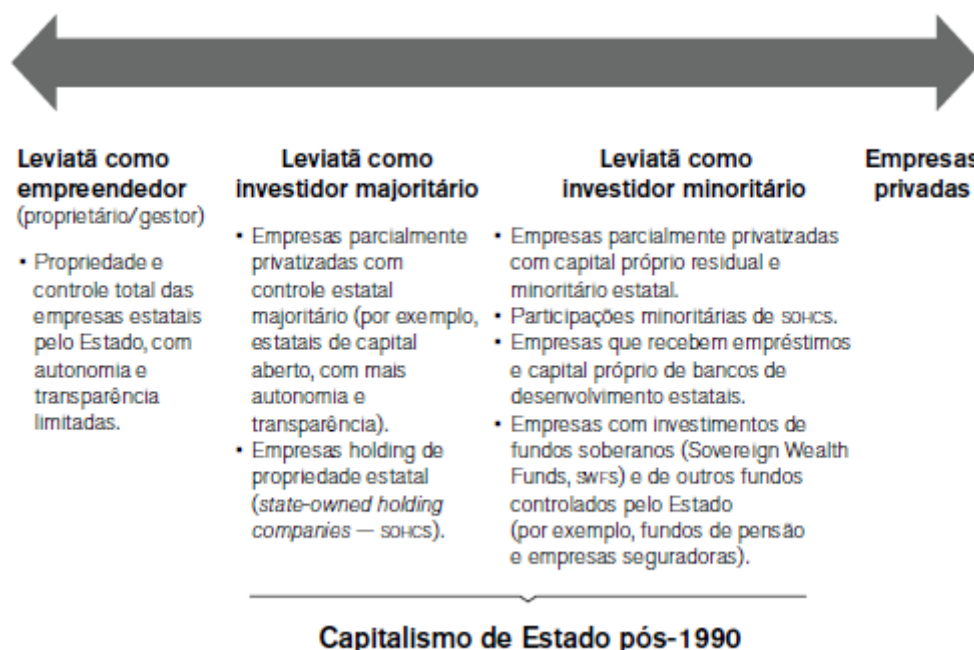 Leviatã como
empreendedor
(proprietário/gestor)
• Propriedade e
controle total das
empresas estatais
pelo Estado, com
autonomia e
transparência
limitadas.
Leviatã como
investidor majoritário
• Empresas parcialmente
privatizadas com
controle estatal
majoritário (por exemplo,
estatais de capital
aberto, com mais
autonomia e
transparência).
• Empresas holding de
propriedade estatal
(state-owned holding
companies — SOHCS).
Leviatã como
investidor minoritário
• Empresas parcialmente privatizadas
com capital próprio residual e
minoritário estatal.
• Participações minoritárias de SOHCS.
• Empresas que recebem empréstimos
e capital próprio de bancos de
desenvolvimento estatais.
• Empresas com investimentos de
fundos soberanos (Sovereign Wealth
Funds, SWFS) e de outros fundos
controlados pelo Estado
(por exemplo, fundos de pensão
e empresas seguradoras).
Empresas
privadas
Capitalismo de Estado pós-1990